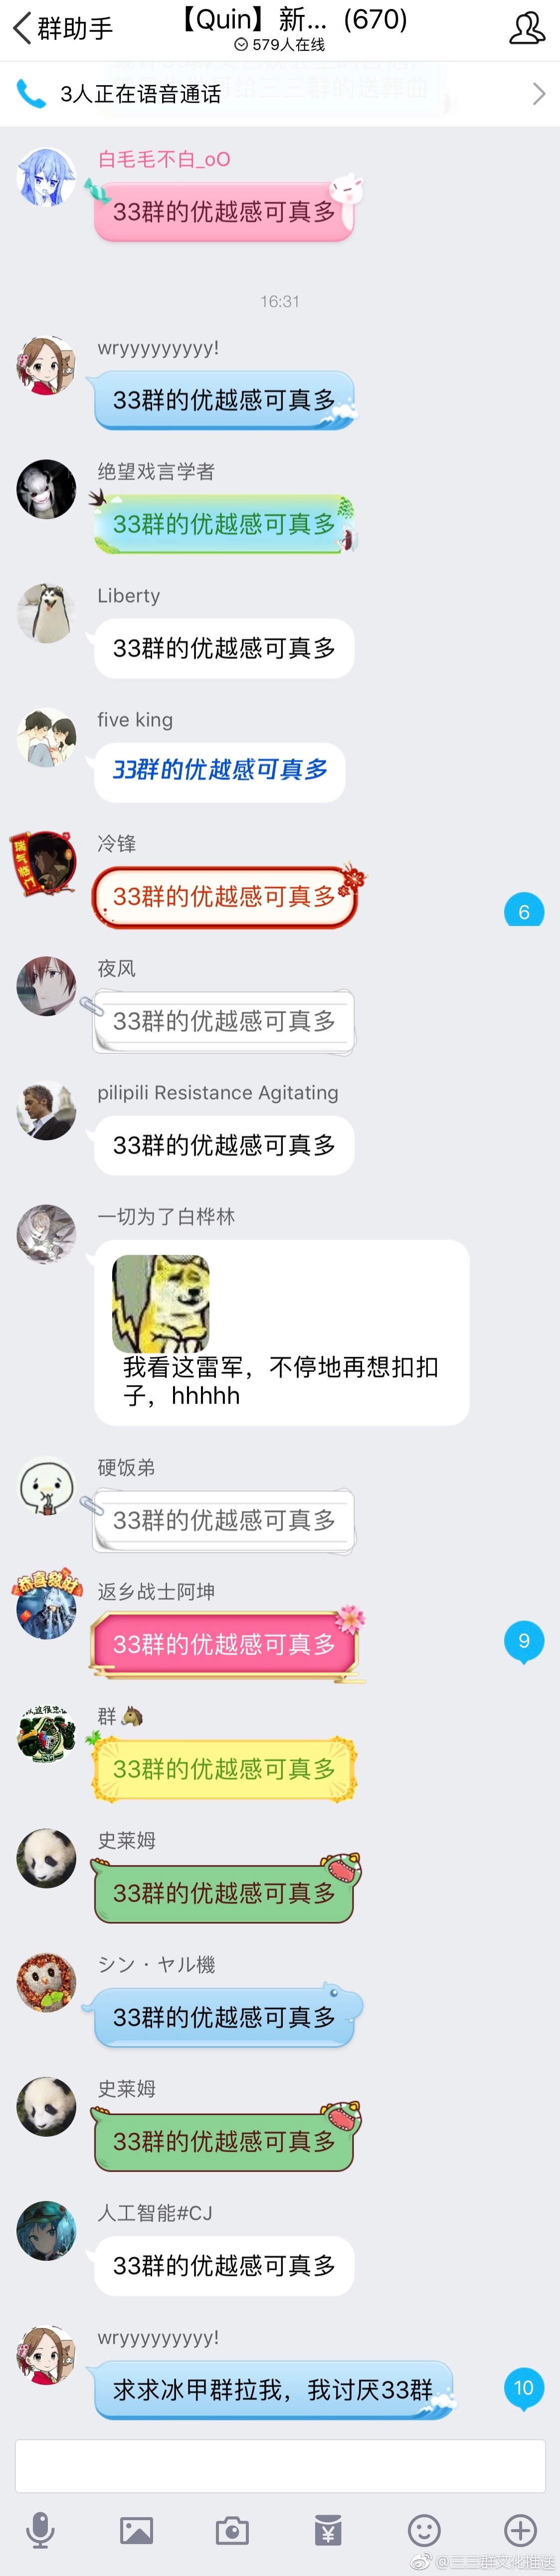 群助手
【Quin】新... (670)
579人在线
3人正在语音通话
白毛毛不白_oO
33群的优越感可真多
16:31
wryyyyyyyyy!
33群的优越感可真多
绝望戏言学者
33群的优越感可真多
Liberty
33群的优越感可真多
five king
33群的优越感可真多
冷锋
33群的优越感可真多
6
夜风
33群的优越感可真多
pilipili Resistance Agitating
33群的优越感可真多
一切为了白桦林
我看这雷军，不停地再想扣扣
子，hhhhh
硬饭弟
33群的优越感可真多
恭喜发财
返乡战士阿坤
33群的优越感可真多
9
群🐴
33群的优越感可真多
史莱姆
33群的优越感可真多
シン・ヤル機
33群的优越感可真多
史莱姆
33群的优越感可真多
人工智能#CJ
33群的优越感可真多
wryyyyyyyyy!
求求冰甲群拉我，我讨厌33群
10
@三三群文化推送